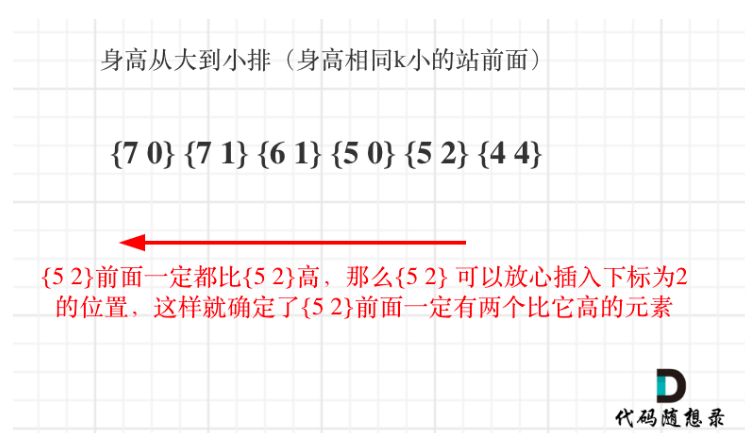 身高从大到小排（身高相同k小的站前面）
{7 0} {7 1} {6 1} {5 0} {5 2} {4 4}
{5 2}前面一定都比{5 2}高，那么{5 2} 可以放心插入下标为2
的位置，这样就确定了{5 2}前面一定有两个比它高的元素
代码随想录